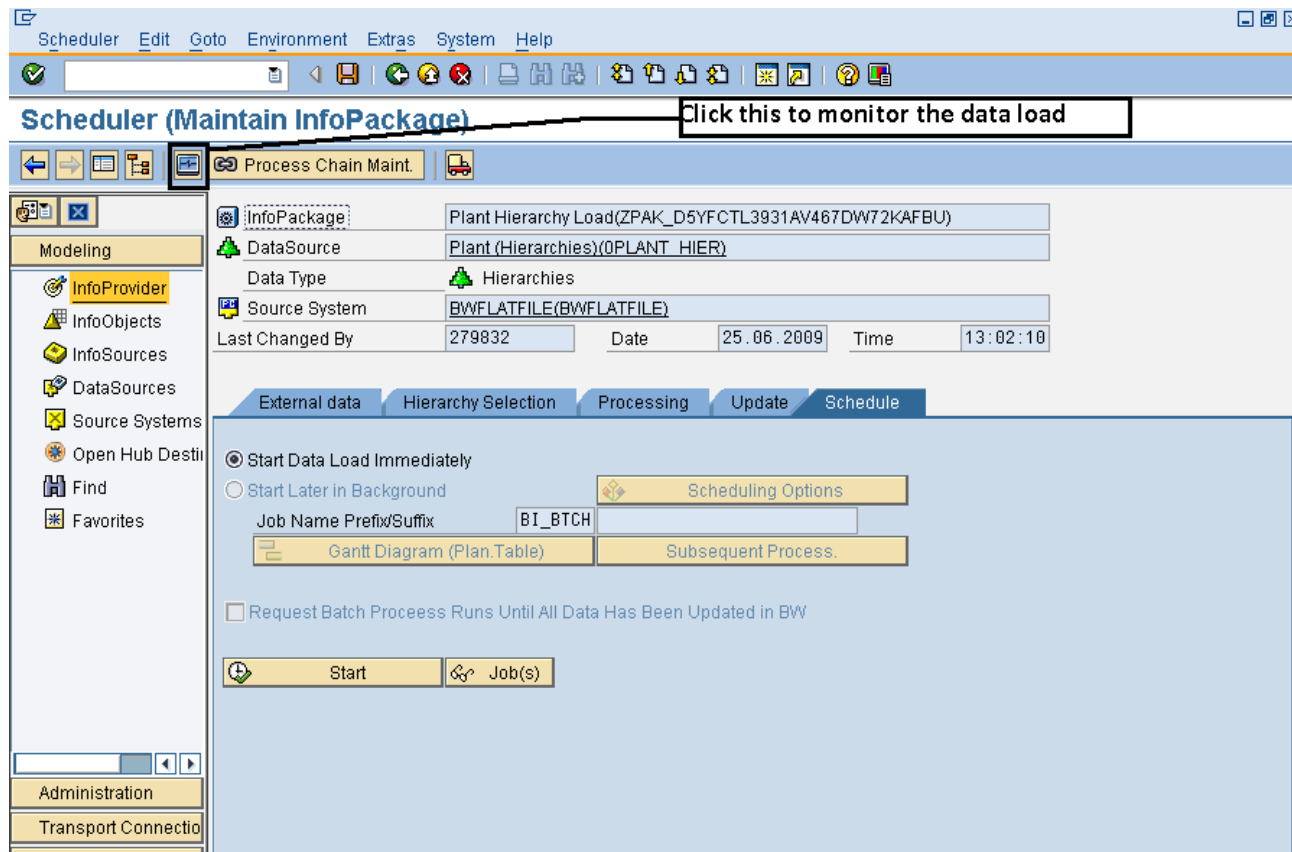 Scheduler Edit Goto Environment Extras System Help
Click this to monitor the data load
Scheduler (Maintain InfoPackage)
Process Chain Maint.
InfoPackage Plant Hierarchy Load(ZPAK_D5YFCTL3931AV467DW72KAFBU)
Modeling
DataSource Plant (Hierarchies)(0PLANT_HIER)
InfoProvider
Data Type Hierarchies
InfoObjects
Source System BWFLATFILE(BWFLATFILE)
InfoSources
Last Changed By 279832 Date 25.06.2009 Time 13:02:10
DataSources
External data Hierarchy Selection Processing Update Schedule
Source Systems
Open Hub Destin
Start Data Load Immediately
Find
Start Later in Background Scheduling Options
Favorites
Job Name Prefix/Suffix BI_BTCH
Gantt Diagram (Plan.Table) Subsequent Process.
Request Batch Proceess Runs Until All Data Has Been Updated in BW
Start Job(s)
Administration
Transport Connectio